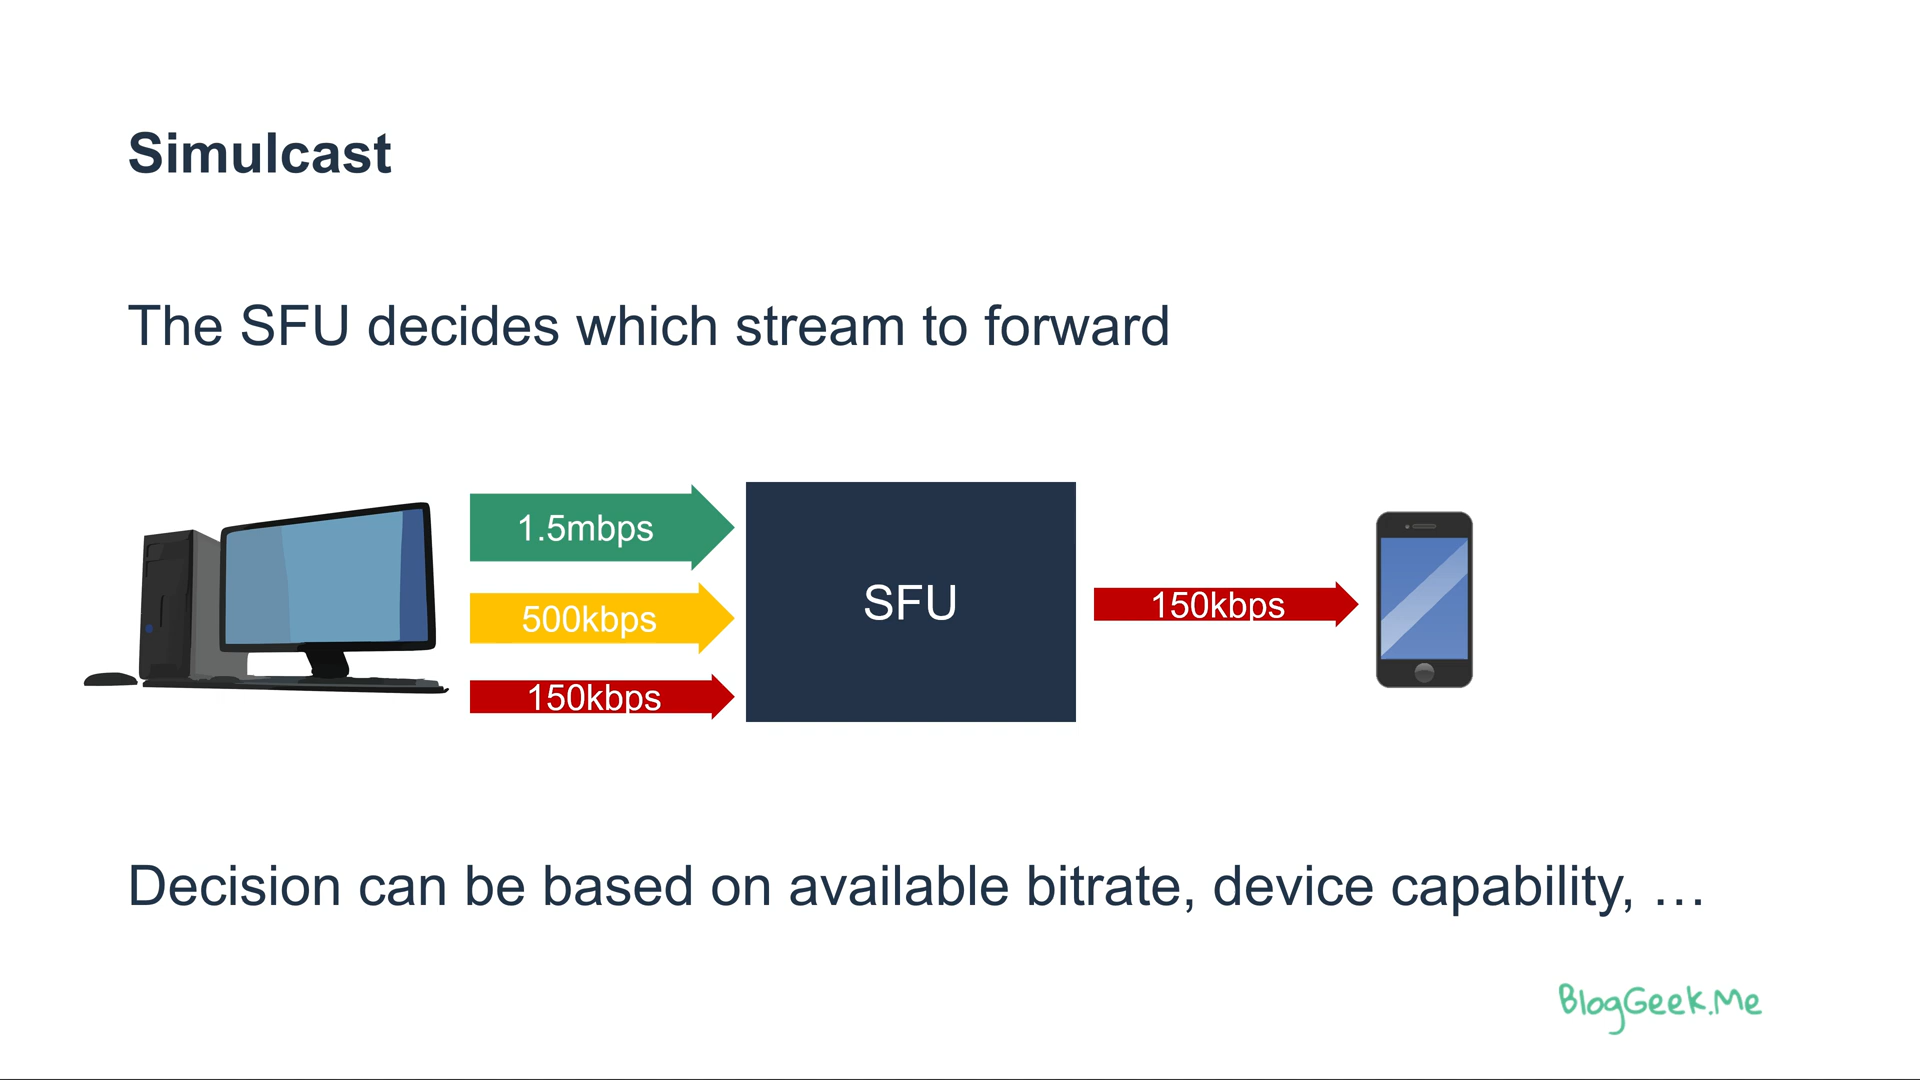 Simulcast
The SFU decides which stream to forward
1.5mbps
500kbps
150kbps
SFU
150kbps
Decision can be based on available bitrate, device capability, …
BlogGeek.Me